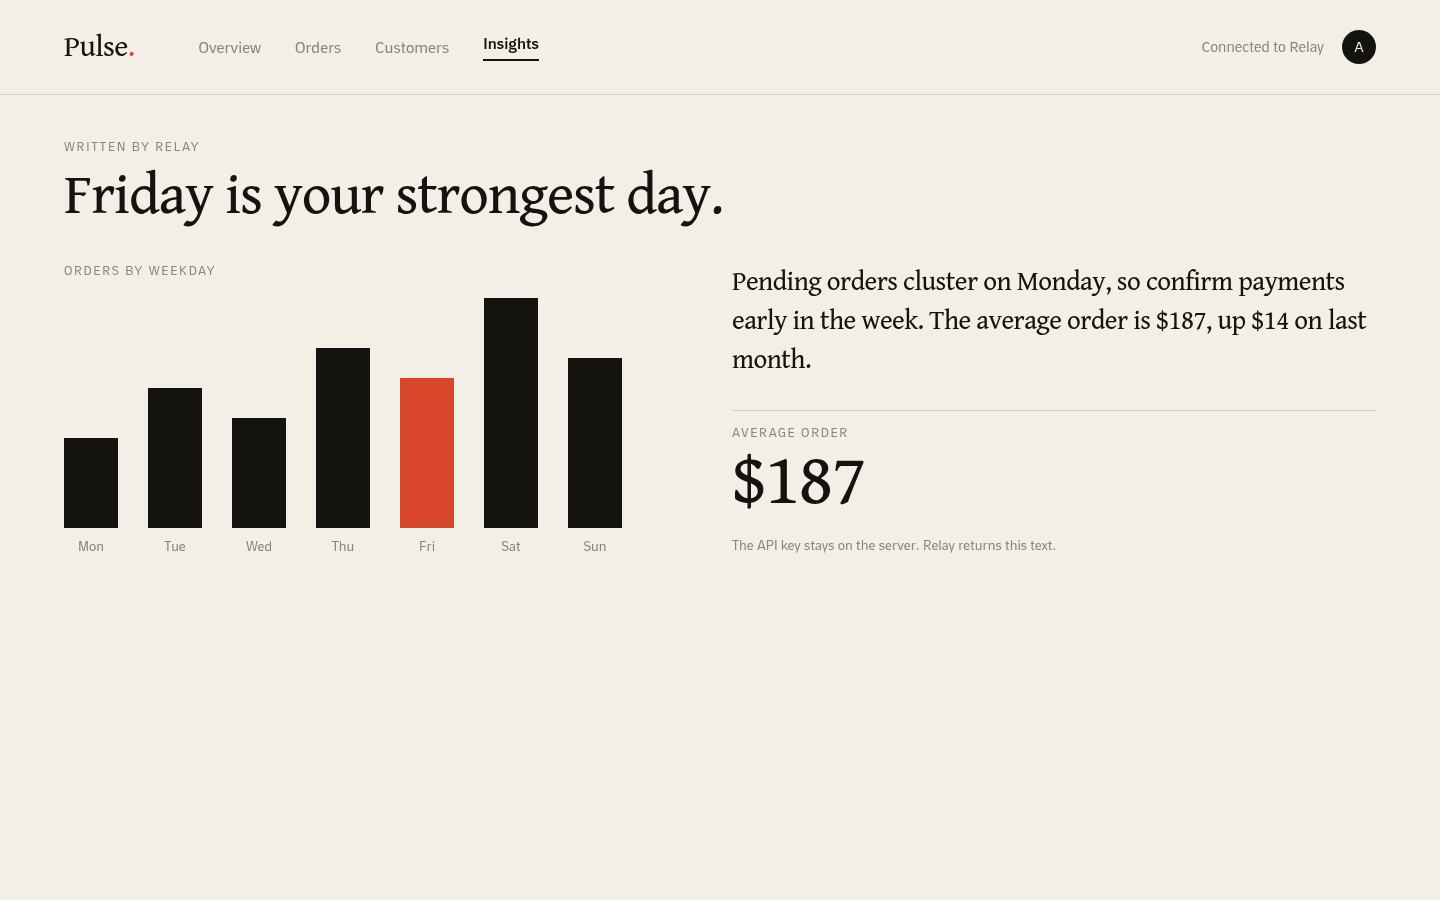 Pulse.
Overview
Orders
Customers
Insights
Connected to Relay
A
WRITTEN BY RELAY
Friday is your strongest day.
ORDERS BY WEEKDAY
Mon
Tue
Wed
Thu
Fri
Sat
Sun
Pending orders cluster on Monday, so confirm payments
early in the week. The average order is $187, up $14 on last
month.
AVERAGE ORDER
$187
The API key stays on the server. Relay returns this text.